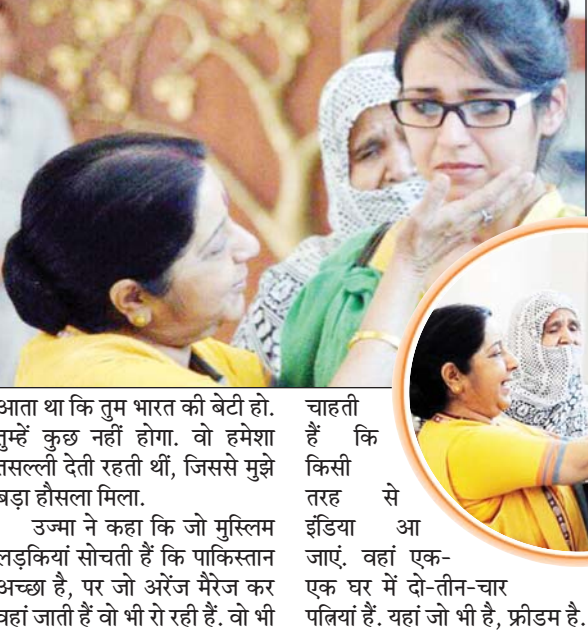 आता था कि तुम भारत की बेटी हो.
तुम्हें कुछ नहीं होगा. वो हमेशा
तसल्ली देती रहती थीं, जिससे मुझे
बड़ा हौसला मिला.
उज्मा ने कहा कि जो मुस्लिम
लड़कियां सोचती हैं कि पाकिस्तान
अच्छा है, पर जो अरेंज मैरेज कर
वहां जाती हैं वो भी रो रही हैं. वो भी
चाहती
हैं कि
किसी
तरह से
इंडिया आ
जाएं. वहां एक-
एक घर में दो-तीन-चार
पत्नियां हैं. यहां जो भी है, फ्रीडम है.